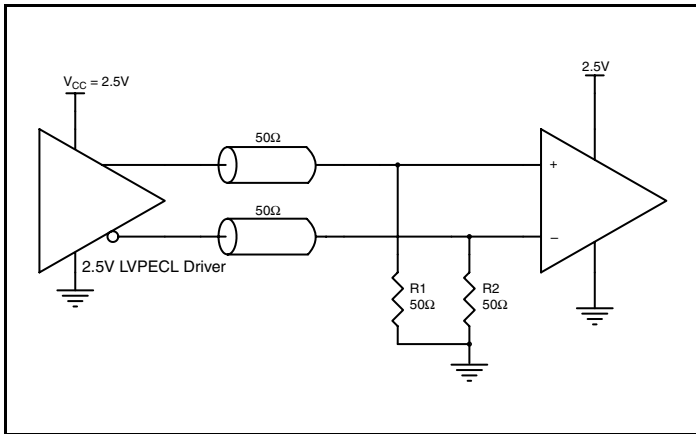 V_CC = 2.5V
2.5V
50Ω
+
50Ω
−
2.5V LVPECL Driver
R1
50Ω
R2
50Ω